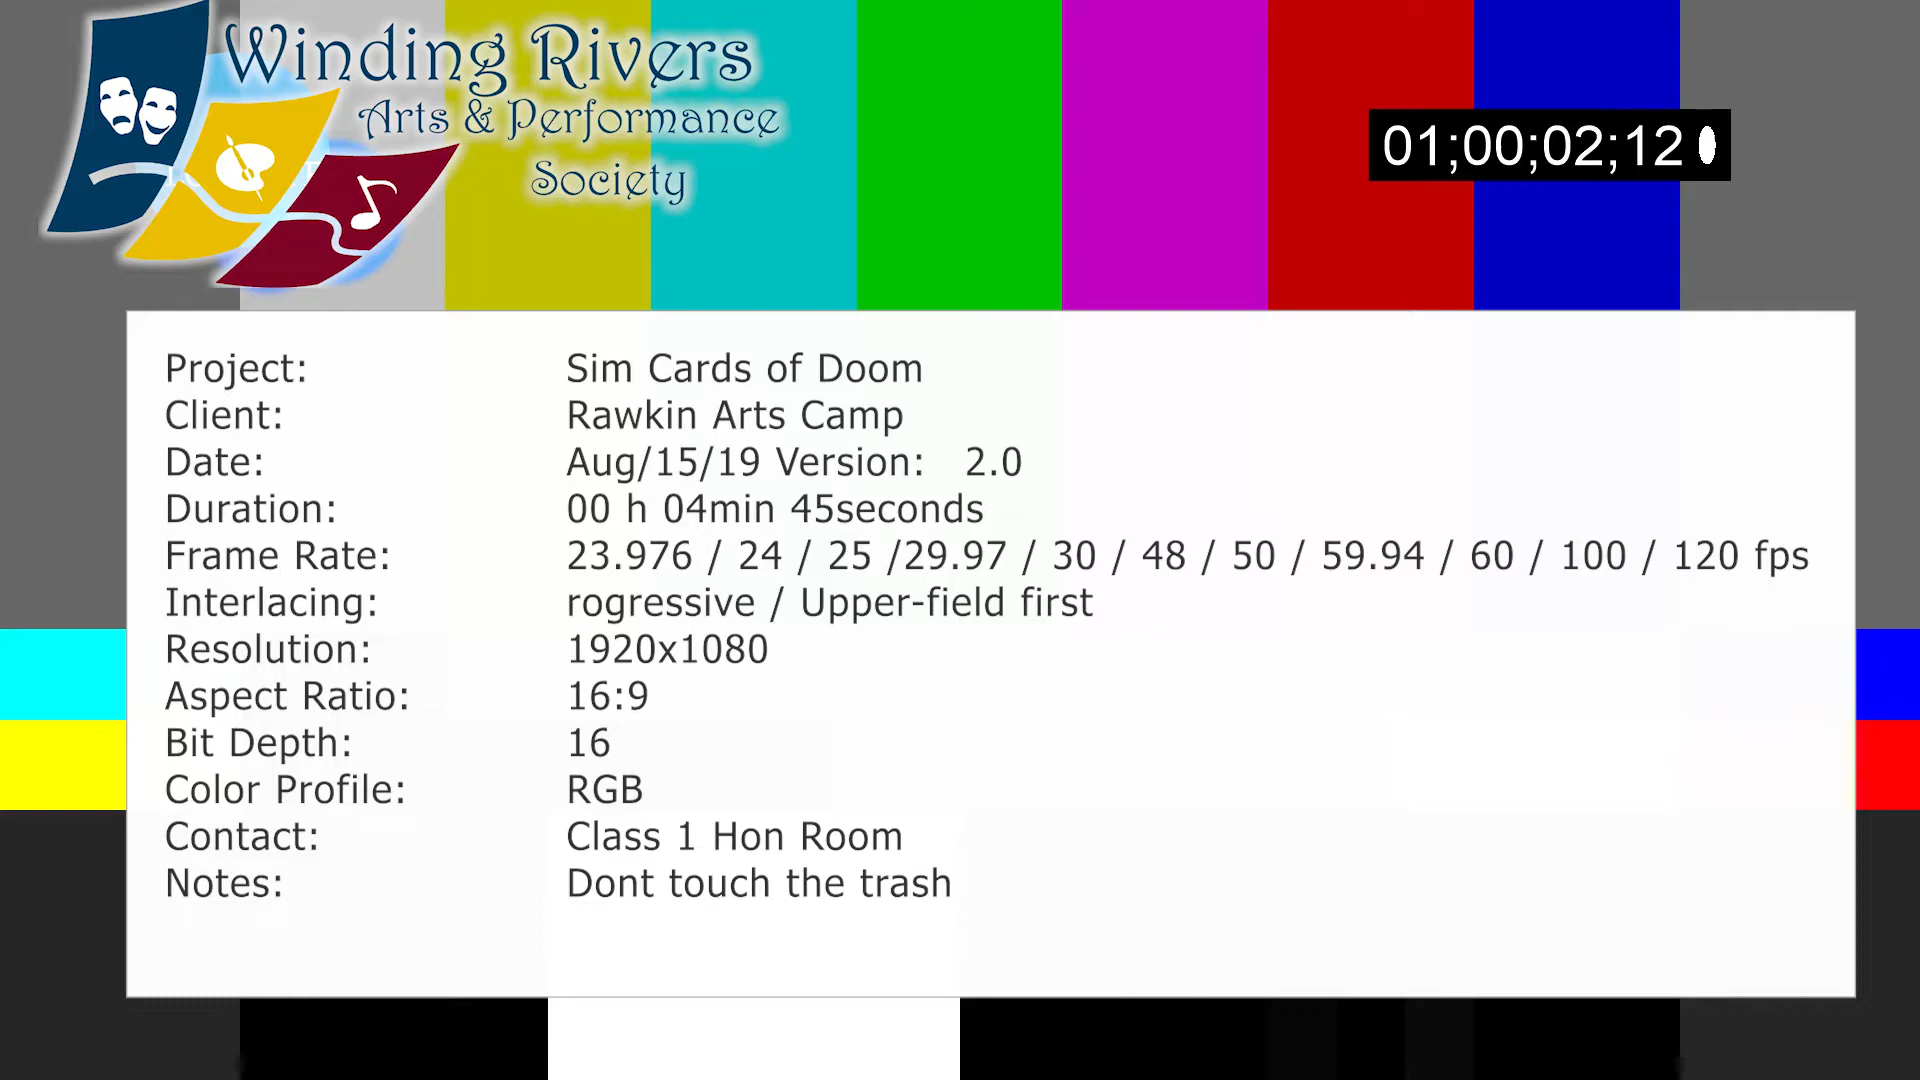 Winding Rivers
Arts & Performance
Society
01;00;02;12
Project: Sim Cards of Doom
Client: Rawkin Arts Camp
Date: Aug/15/19 Version: 2.0
Duration: 00 h 04min 45seconds
Frame Rate: 23.976 / 24 / 25 /29.97 / 30 / 48 / 50 / 59.94 / 60 / 100 / 120 fps
Interlacing: rogressive / Upper-field first
Resolution: 1920x1080
Aspect Ratio: 16:9
Bit Depth: 16
Color Profile: RGB
Contact: Class 1 Hon Room
Notes: Dont touch the trash